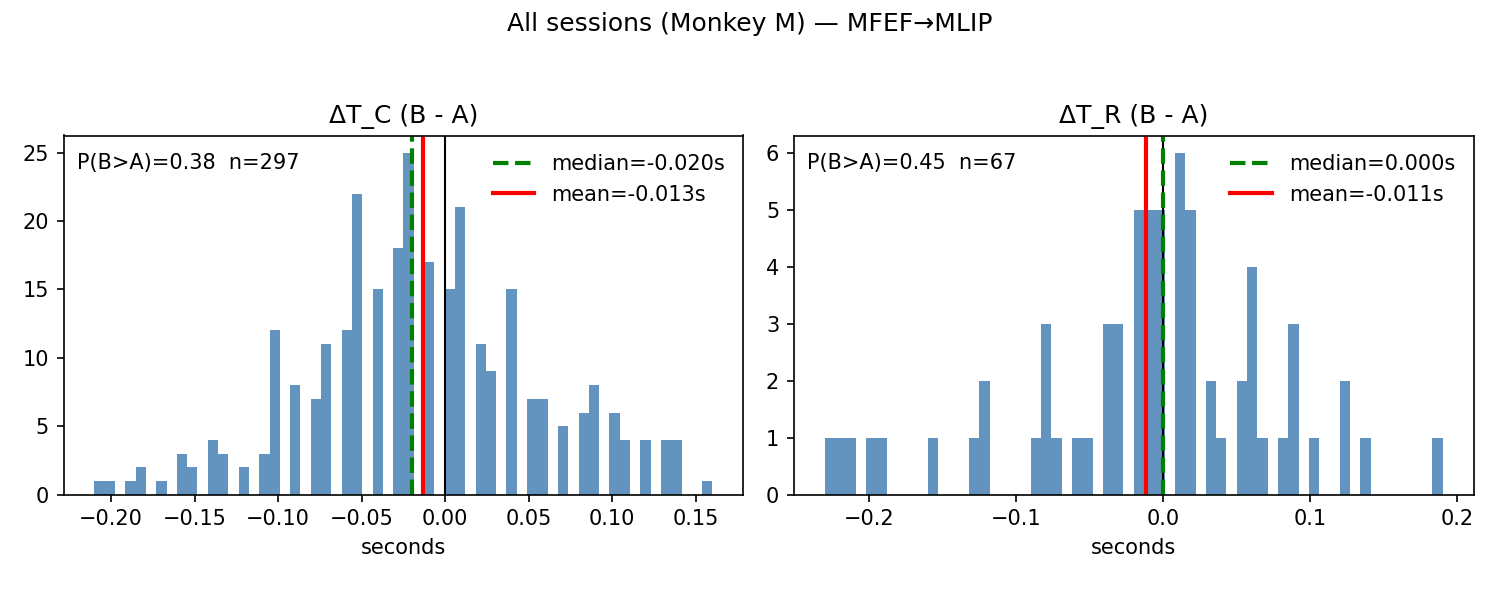 All sessions (Monkey M) — MFEF→MLIP
ΔT_C (B - A)
P(B>A)=0.38  n=297
median=-0.020s
mean=-0.013s
25
20
15
10
5
0
−0.20 −0.15 −0.10 −0.05 0.00 0.05 0.10 0.15
seconds
ΔT_R (B - A)
P(B>A)=0.45  n=67
median=0.000s
mean=-0.011s
6
5
4
3
2
1
0
−0.2 −0.1 0.0 0.1 0.2
seconds